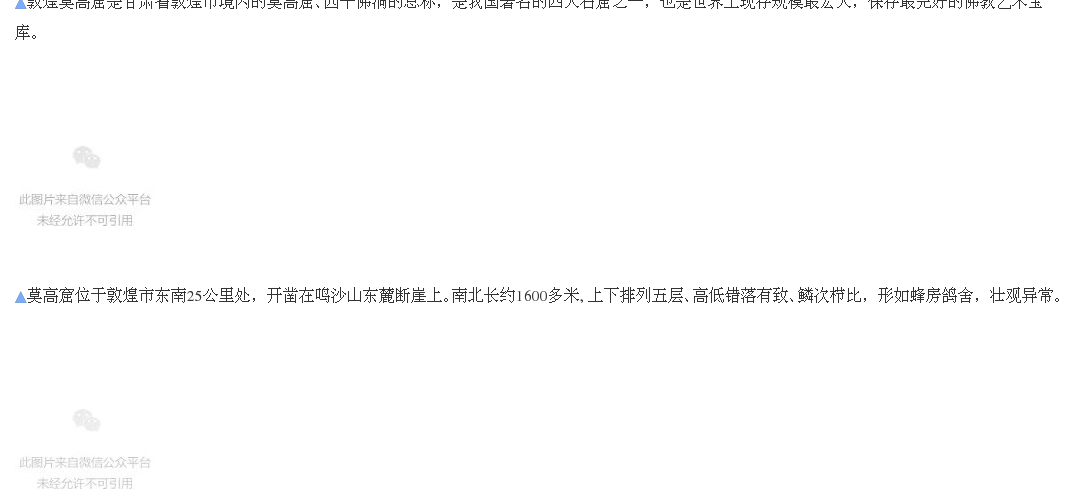 ▲敦煌莫高窟是甘肃省敦煌市境内的莫高窟、西千佛洞的总称，是我国著名的四大石窟之一，也是世界上现存规模最宏大，保存最完好的佛教艺术宝
库。
此图片来自微信公众平台
未经允许不可引用
▲莫高窟位于敦煌市东南25公里处，开凿在鸣沙山东麓断崖上。南北长约1600多米, 上下排列五层、高低错落有致、鳞次栉比，形如蜂房鸽舍，壮观异常。
此图片来自微信公众平台
未经允许不可引用